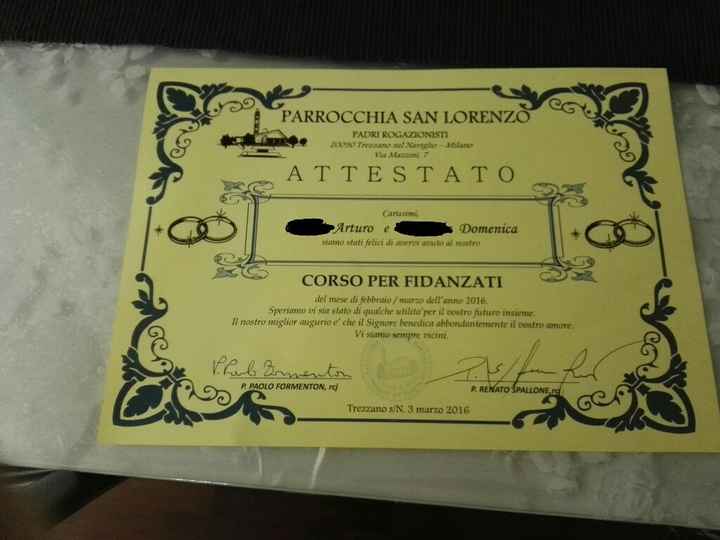 PARROCCHIA SAN LORENZO
PADRI ROGAZIONISTI
20090 Trezzano sul Naviglio – Milano
Via Mazzini, 7
ATTESTATO
Carissimi,
Arturo e Domenica
siamo stati felici di avervi avuto al nostro
CORSO PER FIDANZATI
del mese di febbraio / marzo dell'anno 2016.
Speriamo vi sia stato di qualche utilita' per il vostro futuro insieme.
Il nostro miglior augurio e' che il Signore benedica abbondantemente il vostro amore.
Vi siamo sempre vicini.
P. Paolo Formenton
P. PAOLO FORMENTON, rcj
P. RENATO SPALLONE, rcj
Trezzano s/N. 3 marzo 2016